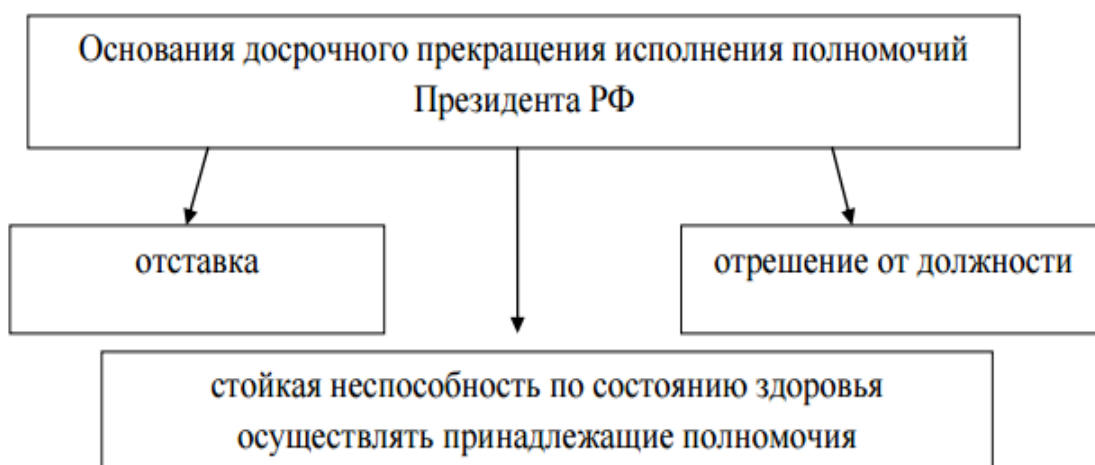 Основания досрочного прекращения исполнения полномочий
Президента РФ
отставка
отрешение от должности
стойкая неспособность по состоянию здоровья
осуществлять принадлежащие полномочия